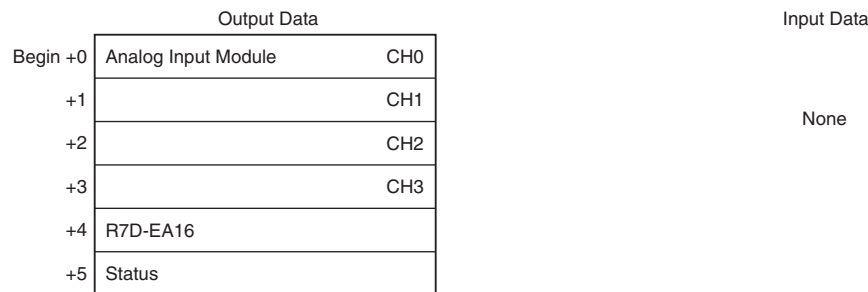 Output Data
Input Data
Begin +0 Analog Input Module CH0
+1 CH1
+2 CH2
None
+3 CH3
+4 R7D-EA16
+5 Status